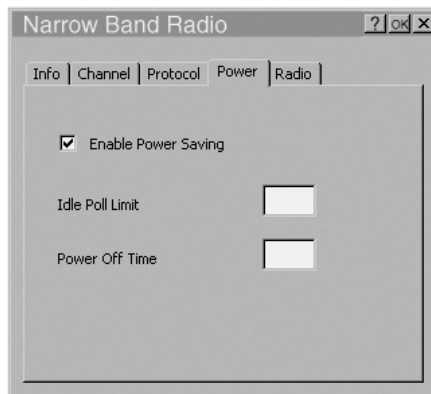 Narrow Band Radio ? OK ×
Info Channel Protocol Power Radio
Enable Power Saving
Idle Poll Limit
Power Off Time